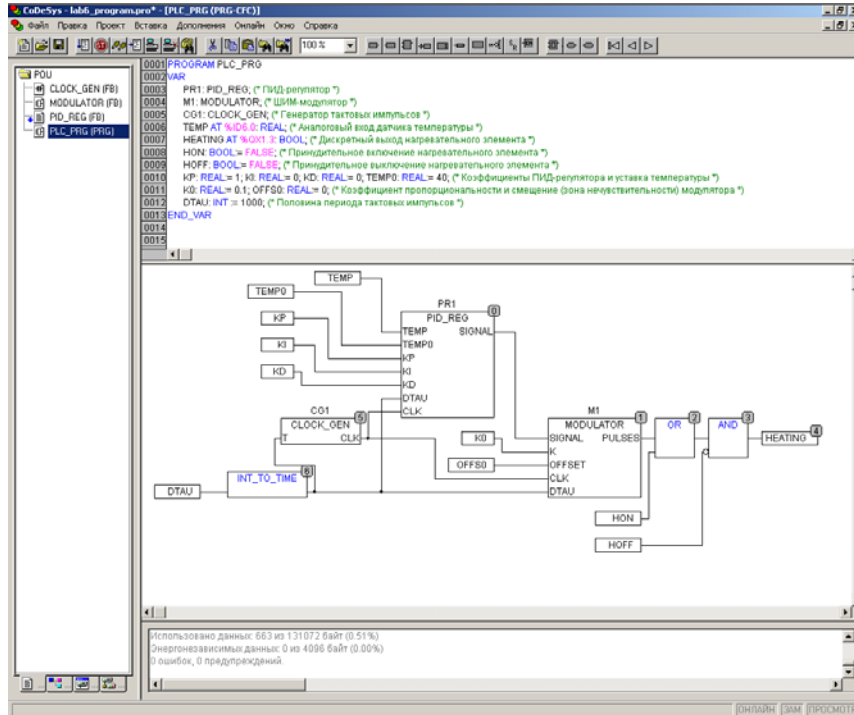 CoDeSys - lab6_program.pro* - [PLC_PRG (PRG-CFC)]
Файл Правка Проект Вставка Дополнения Онлайн Окно Справка
100 %
POU
CLOCK_GEN (FB)
MODULATOR (FB)
PID_REG (FB)
PLC_PRG (PRG)
0001 PROGRAM PLC_PRG
0002 VAR
0003 PR1: PID_REG; (* ПИД-регулятор *)
0004 M1: MODULATOR; (* ШИМ-модулятор *)
0005 CG1: CLOCK_GEN; (* Генератор тактовых импульсов *)
0006 TEMP AT %ID6.0: REAL; (* Аналоговый вход датчика температуры *)
0007 HEATING AT %QX1.3: BOOL; (* Дискретный выход нагревательного элемента *)
0008 HON: BOOL:= FALSE; (* Принудительное включение нагревательного элемента *)
0009 HOFF: BOOL:= FALSE; (* Принудительное выключение нагревательного элемента *)
0010 KP: REAL:= 1; KI: REAL:= 0; KD: REAL:= 0; TEMP0: REAL:= 40; (* Коэффициенты ПИД-регулятора и уставка температуры *)
0011 K0: REAL:= 0.1; OFFS0: REAL:= 0; (* Коэффициент пропорциональности и смещение (зона нечувствительности) модулятора *)
0012 DTAU: INT := 1000; (* Половина периода тактовых импульсов *)
0013 END_VAR
0014
0015
TEMP
TEMP0
KP
KI
KD
PR1
0
PID_REG
TEMP SIGNAL
TEMP0
KP
KI
KD
DTAU
CLK
CG1
5
CLOCK_GEN
T CLK
INT_TO_TIME
6
DTAU
K0
OFFS0
M1
1
MODULATOR
SIGNAL PULSES
K
OFFSET
CLK
DTAU
OR
2
AND
3
HEATING
4
HON
HOFF
Использовано данных: 663 из 131072 байт (0.51%)
Энергонезависимых данных: 0 из 4096 байт (0.00%)
0 ошибок, 0 предупреждений.
ОНЛАЙН ЗАМ ПРОСМОТР